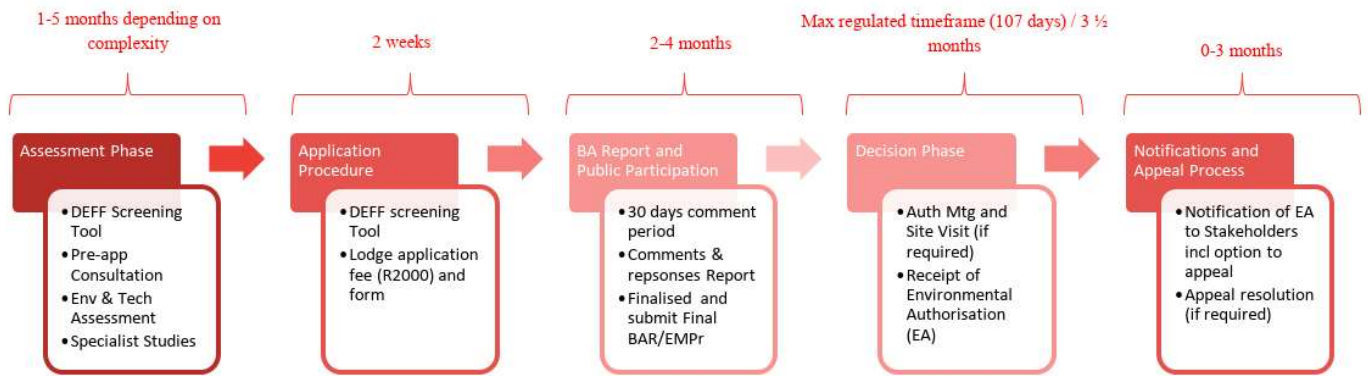 1-5 months depending on
complexity
2 weeks
2-4 months
Max regulated timeframe (107 days) / 3 ½
months
0-3 months
Assessment Phase
• DEFF Screening
Tool
• Pre-app
Consultation
• Env & Tech
Assessment
• Specialist Studies
Application
Procedure
• DEFF screening
Tool
• Lodge application
fee (R2000) and
form
BA Report and
Public Participation
• 30 days comment
period
• Comments &
repsonses Report
• Finalised and
submit Final
BAR/EMPr
Decision Phase
• Auth Mtg and
Site Visit (if
required)
• Receipt of
Environmental
Authorisation
(EA)
Notifications and
Appeal Process
• Notification of EA
to Stakeholders
incl option to
appeal
• Appeal resolution
(if required)